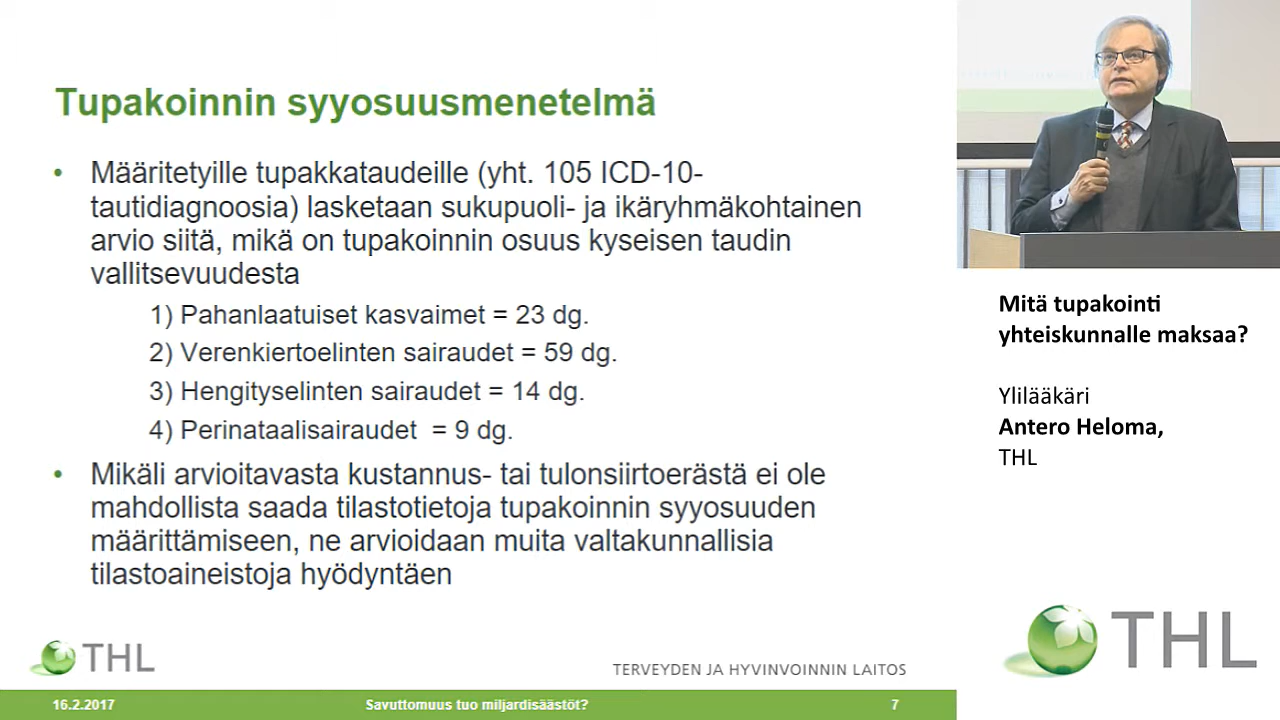 Tupakoinnin syyosuusmenetelmä
• Määritetyille tupakkataudeille (yht. 105 ICD-10-
tautidiagnoosia) lasketaan sukupuoli- ja ikäryhmäkohtainen
arvio siitä, mikä on tupakoinnin osuus kyseisen taudin
vallitsevuudesta
1) Pahanlaatuiset kasvaimet = 23 dg.
2) Verenkiertoelinten sairaudet = 59 dg.
3) Hengityselinten sairaudet = 14 dg.
4) Perinataalisairaudet = 9 dg.
• Mikäli arvioitavasta kustannus- tai tulonsiirtoerästä ei ole
mahdollista saada tilastotietoja tupakoinnin syyosuuden
määrittämiseen, ne arvioidaan muita valtakunnallisia
tilastoaineistoja hyödyntäen
THL
TERVEYDEN JA HYVINVOINNIN LAITOS
16.2.2017
Savuttomuus tuo miljardisäästöt?
7
Mitä tupakointi
yhteiskunnalle maksaa?
Ylilääkäri
Antero Heloma,
THL
THL